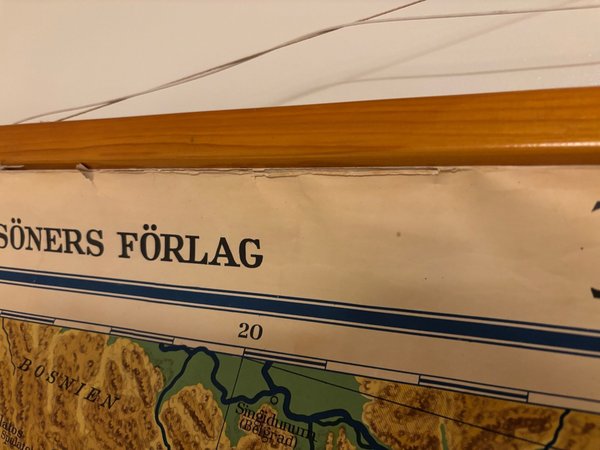 SÖNERS FÖRLAG
20
BOSNIEN
Singidunum
(Belgrad)